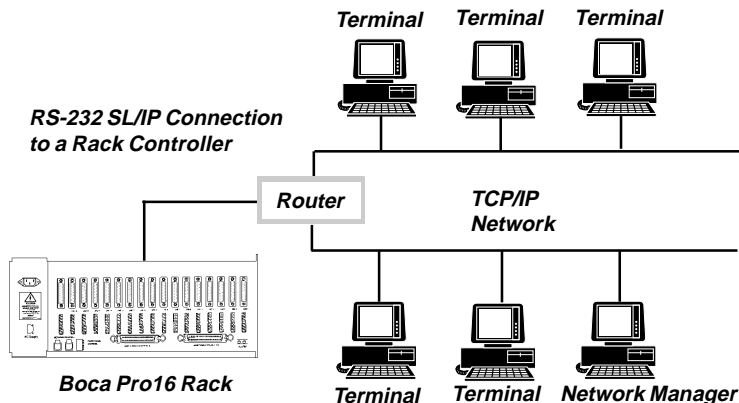 Terminal Terminal Terminal
RS-232 SL/IP Connection
to a Rack Controller
Router
TCP/IP
Network
Boca Pro16 Rack
Terminal Terminal Network Manager